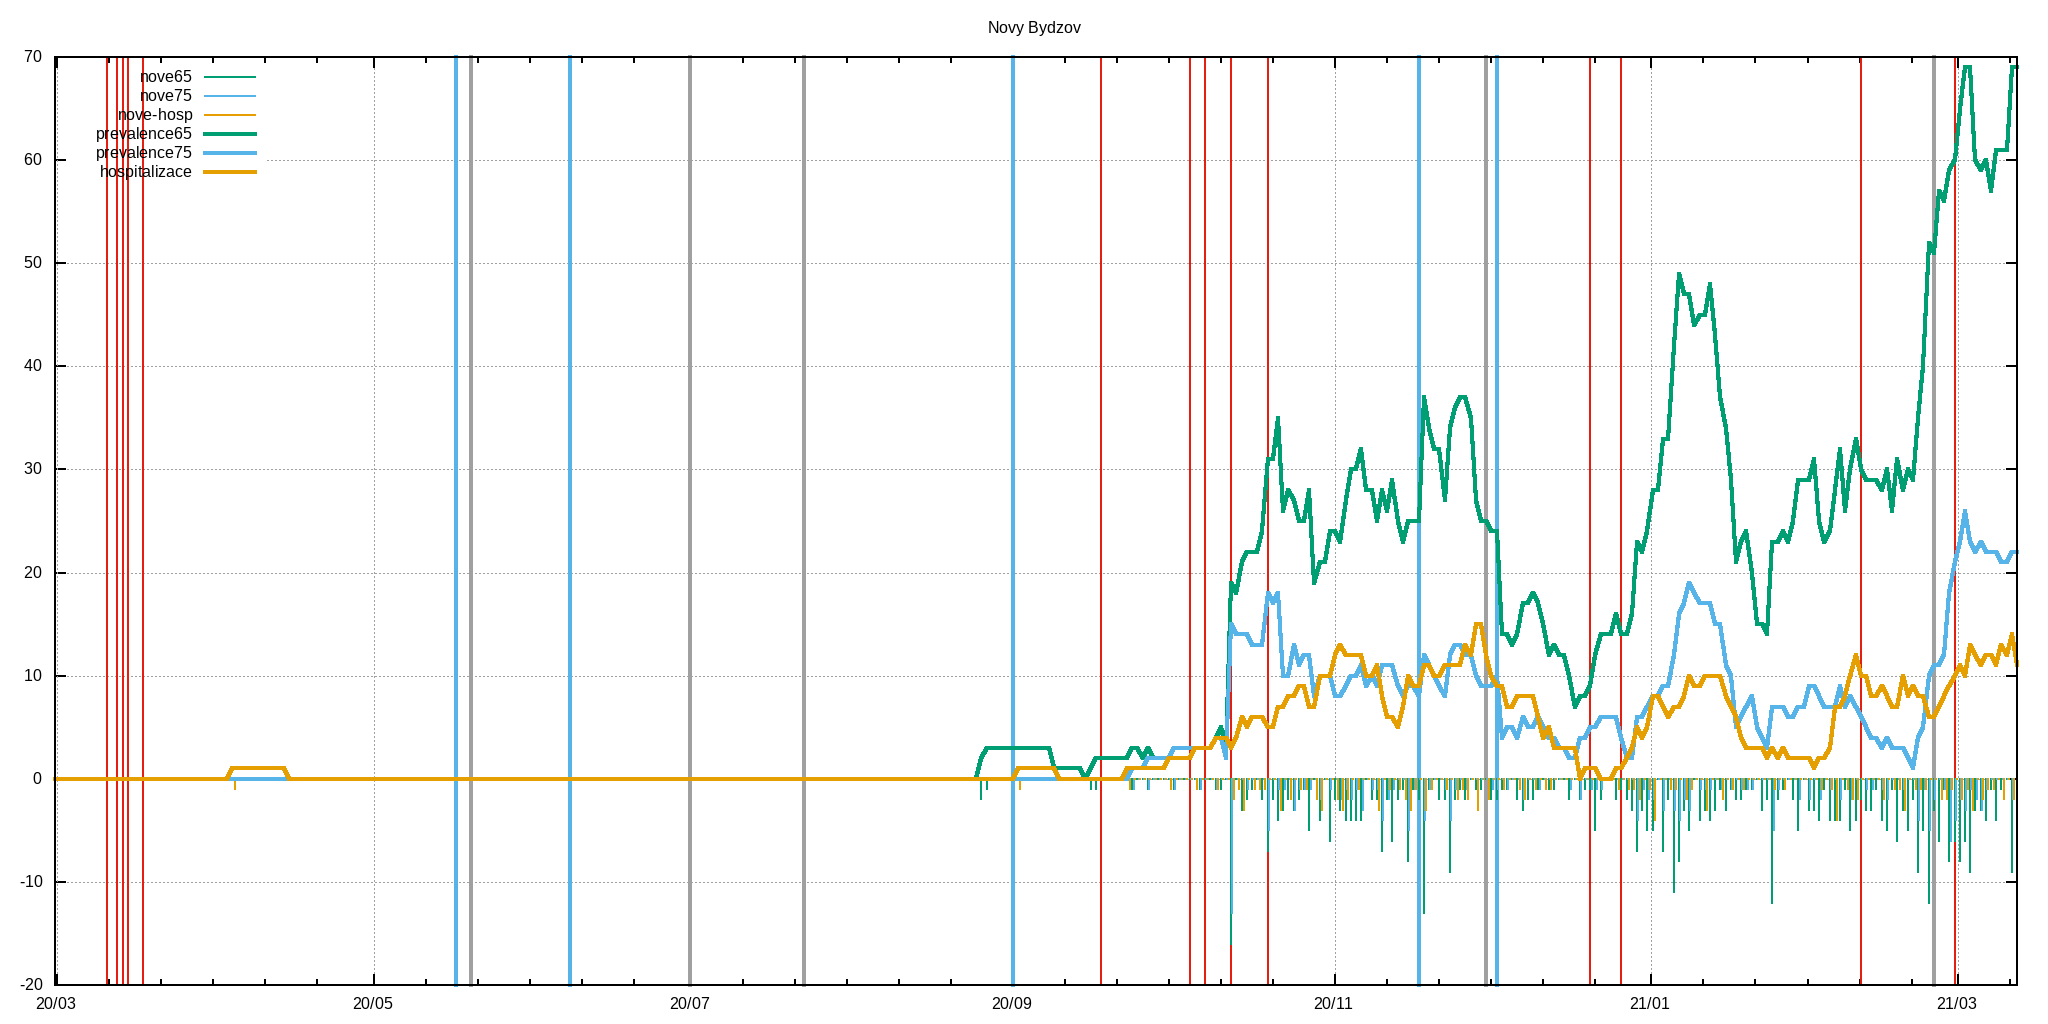 Novy Bydzov
70
60
50
40
30
20
10
0
-10
-20
nove65
nove75
nove-hosp
prevalence65
prevalence75
hospitalizace
20/03 20/05 20/07 20/09 20/11 21/01 21/03